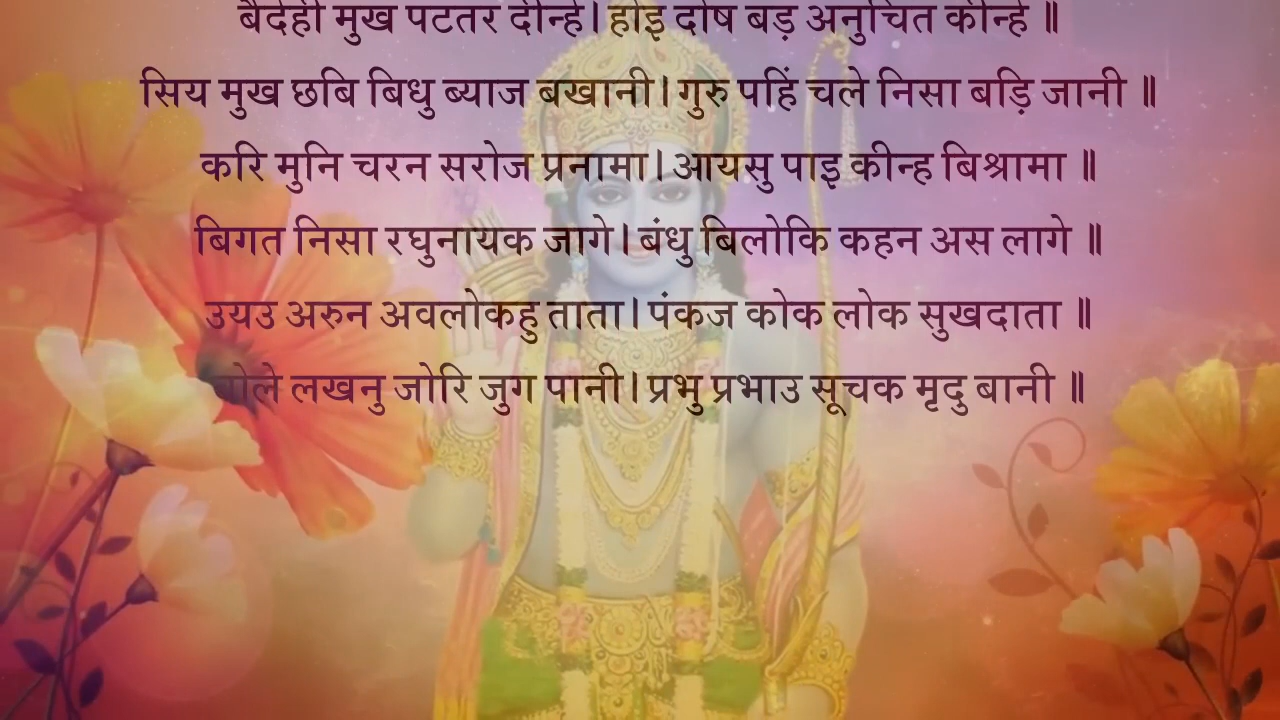 बैदेही मुख पटतर दीन्हे। होइ दोष बड़ अनुचित कीन्हे ॥
सिय मुख छबि बिधु ब्याज बखानी। गुरु पहिं चले निसा बड़ि जानी ॥
करि मुनि चरन सरोज प्रनामा। आयसु पाइ कीन्ह बिश्रामा ॥
बिगत निसा रघुनायक जागे। बंधु बिलोकि कहन अस लागे ॥
उयउ अरुन अवलोकहु ताता। पंकज कोक लोक सुखदाता ॥
बोले लखनु जोरि जुग पानी। प्रभु प्रभाउ सूचक मृदु बानी ॥